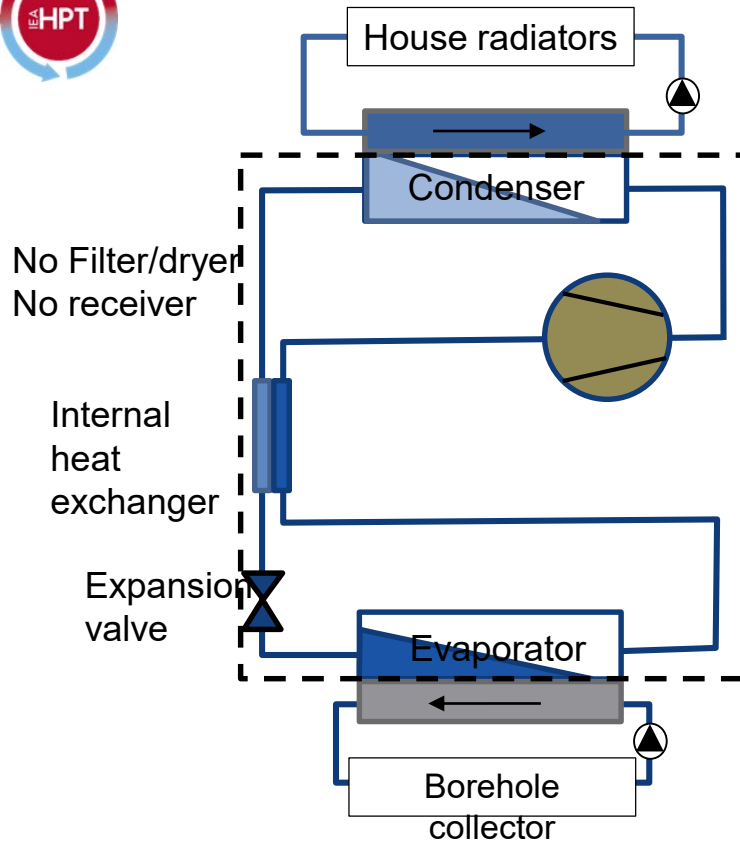 IEA HPT
House radiators
Condenser
No Filter/dryer
No receiver
Internal
heat
exchanger
Expansion
valve
Evaporator
Borehole
collector